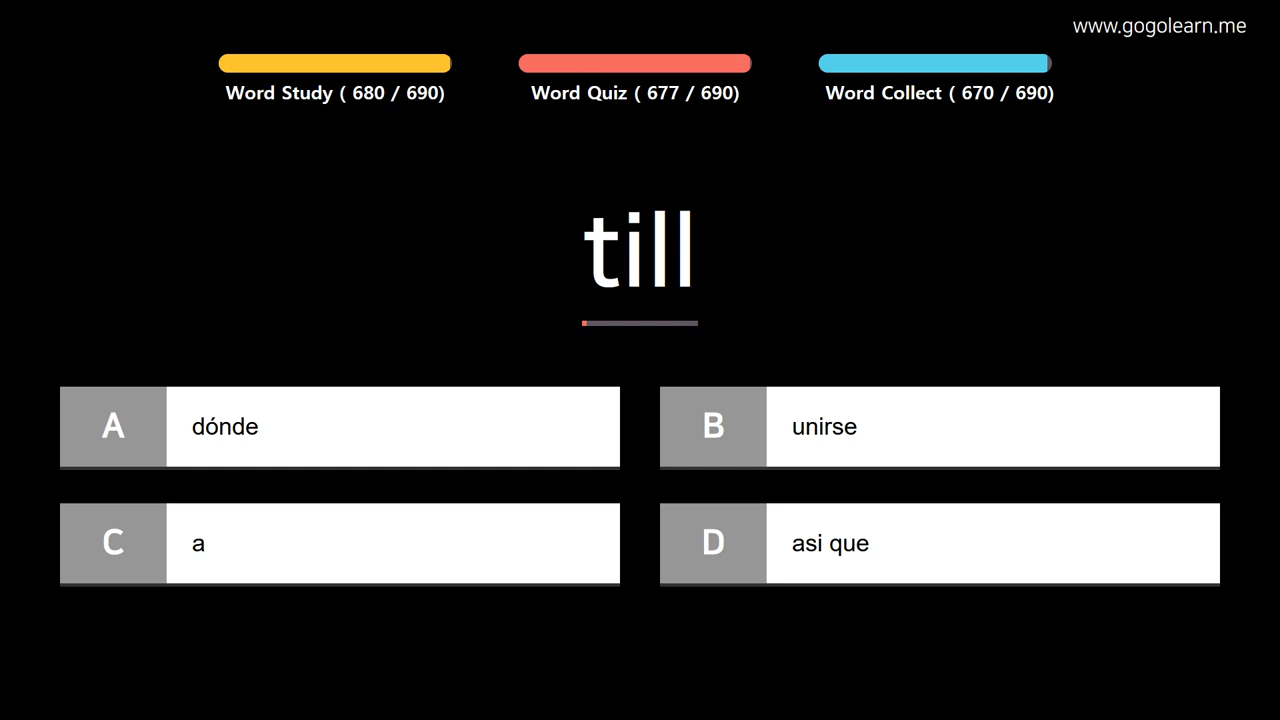 www.gogolearn.me
Word Study ( 680 / 690)
Word Quiz ( 677 / 690)
Word Collect ( 670 / 690)
till
A dónde
B unirse
C a
D asi que